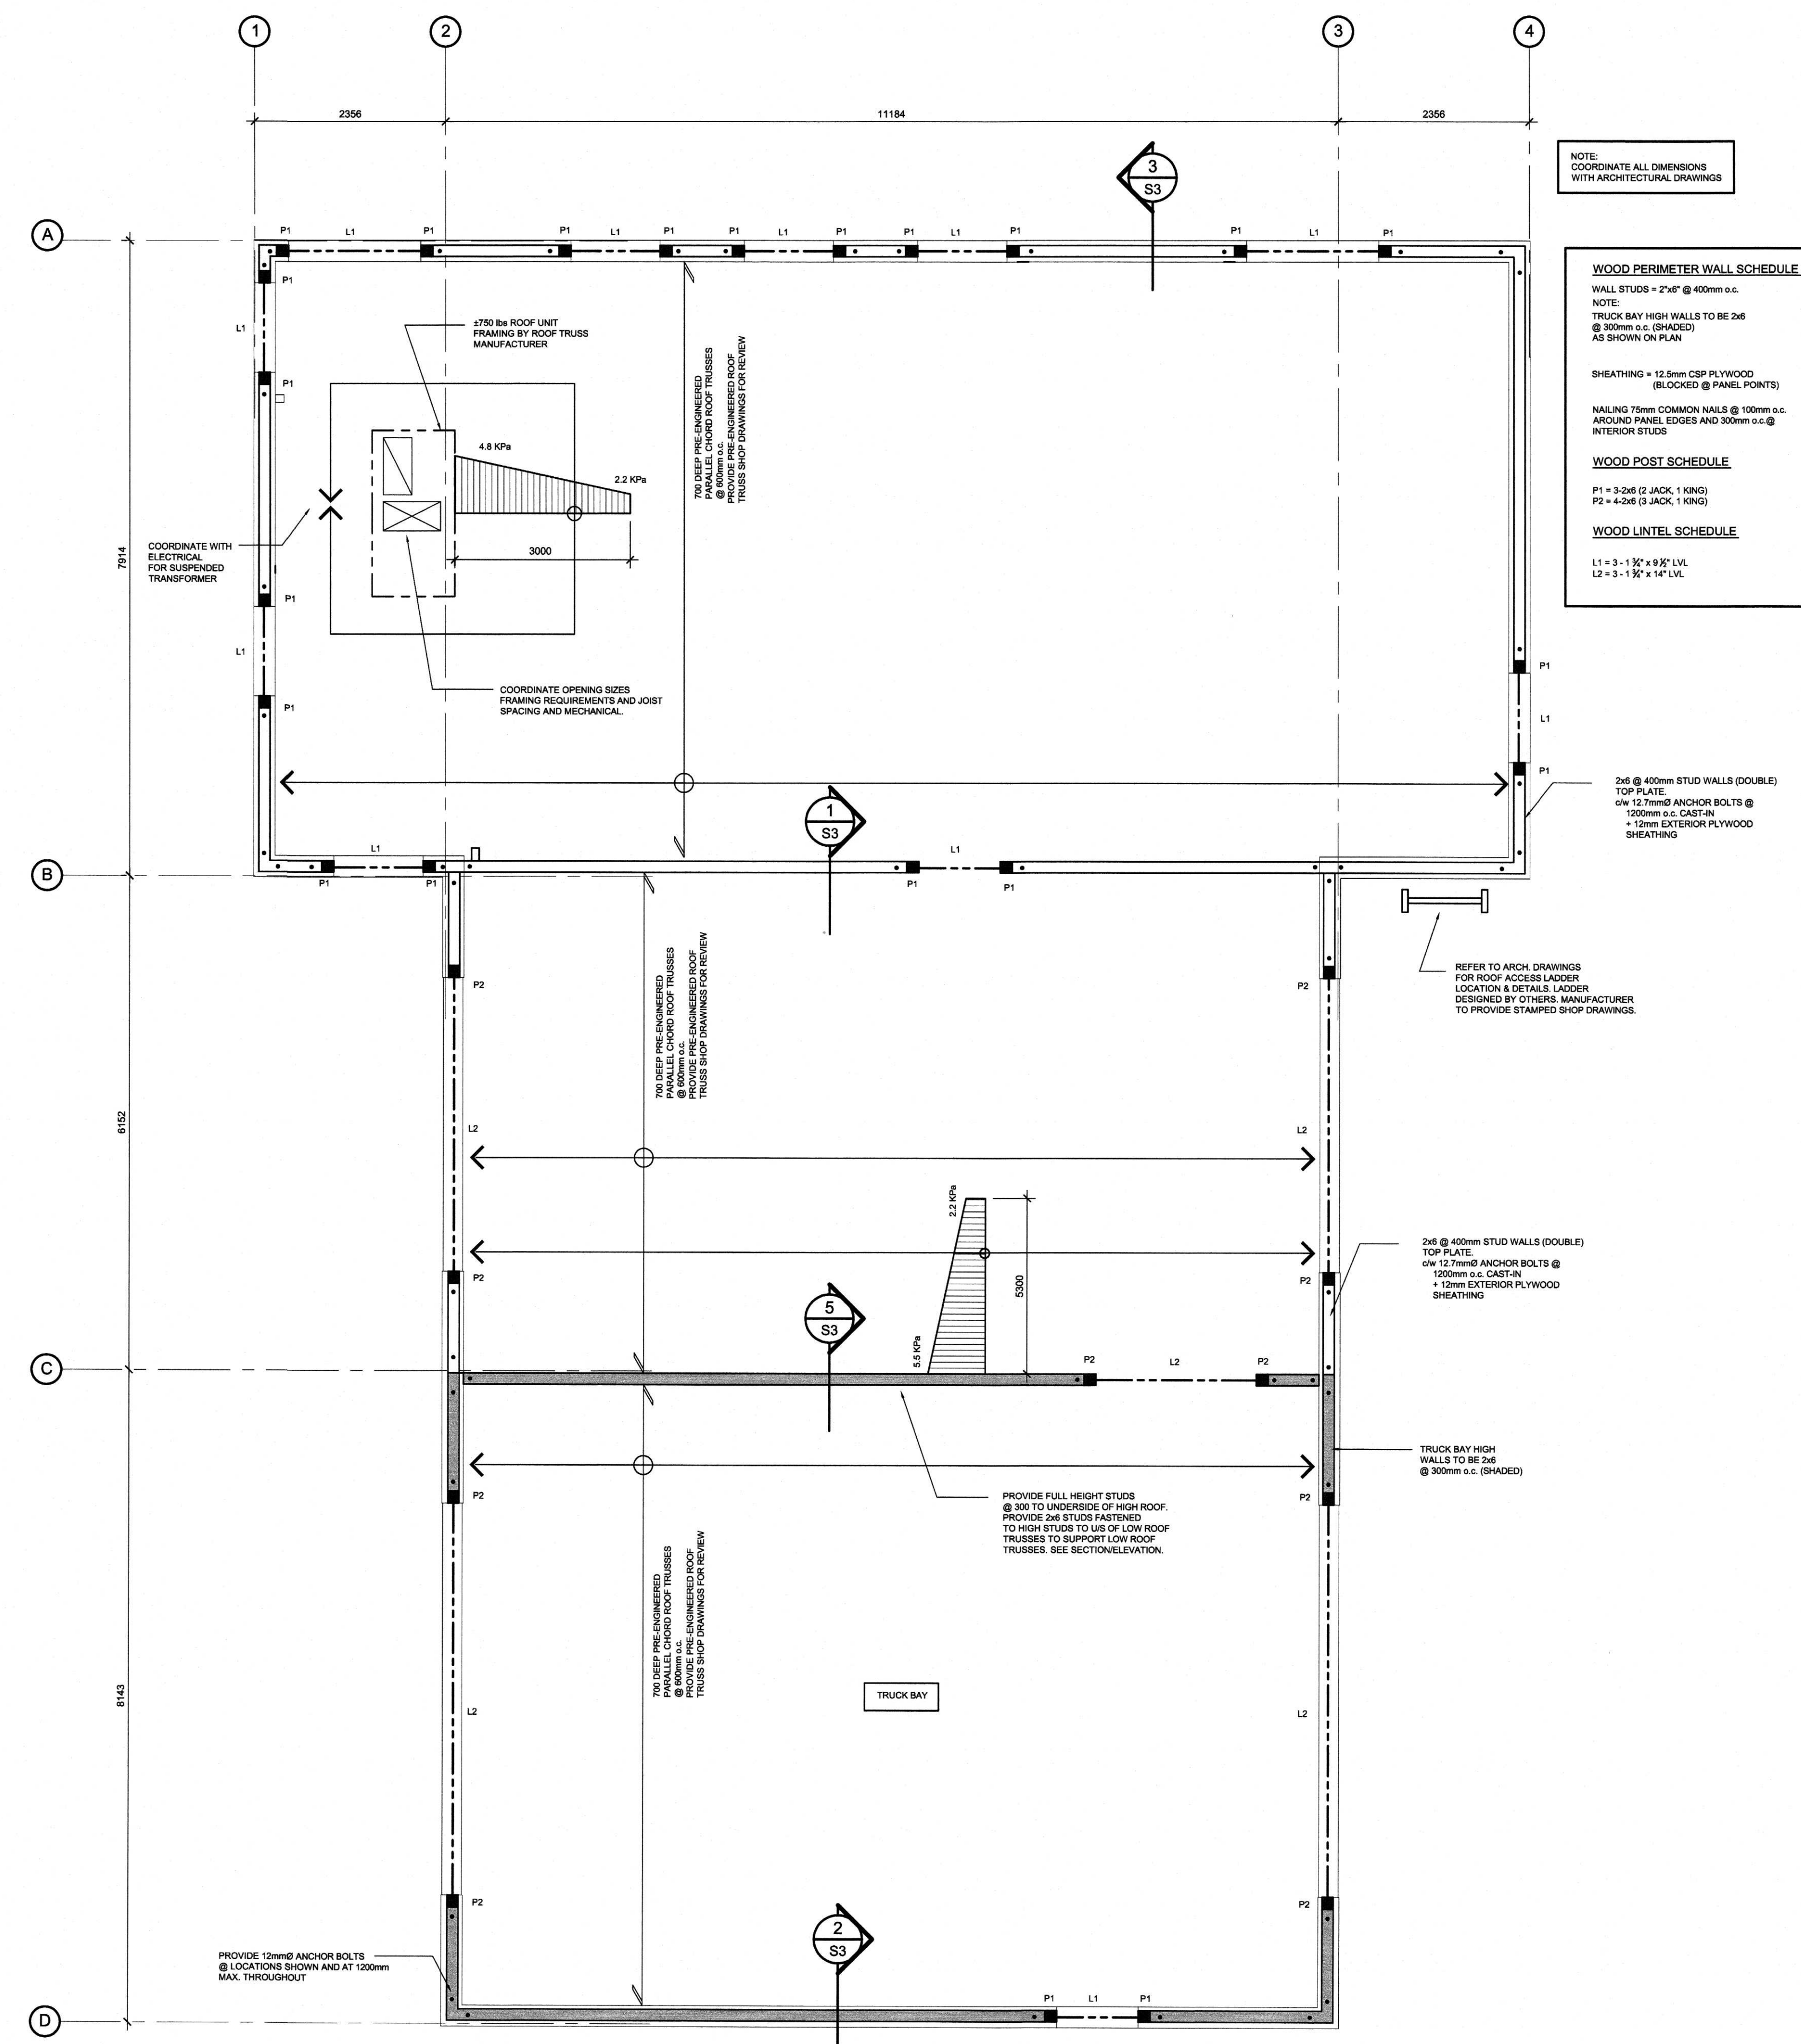 1
2
3
4
2356
11184
2356
3
S3
NOTE:
COORDINATE ALL DIMENSIONS
WITH ARCHITECTURAL DRAWINGS
A
P1
L1
P1
P1
L1
P1
P1
L1
P1
P1
L1
P1
P1
L1
P1
WOOD PERIMETER WALL SCHEDULE
WALL STUDS = 2"x6" @ 400mm o.c.
NOTE:
TRUCK BAY HIGH WALLS TO BE 2x6
@ 300mm o.c. (SHADED)
AS SHOWN ON PLAN
SHEATHING = 12.5mm CSP PLYWOOD
(BLOCKED @ PANEL POINTS)
NAILING 75mm COMMON NAILS @ 100mm o.c.
AROUND PANEL EDGES AND 300mm o.c.@
INTERIOR STUDS
WOOD POST SCHEDULE
P1 = 3-2x6 (2 JACK, 1 KING)
P2 = 4-2x6 (3 JACK, 1 KING)
WOOD LINTEL SCHEDULE
L1 = 3 - 1 ¾" x 9 ½" LVL
L2 = 3 - 1 ¾" x 14" LVL
P1
L1
P1
±750 lbs ROOF UNIT
FRAMING BY ROOF TRUSS
MANUFACTURER
700 DEEP PRE-ENGINEERED
PARALLEL CHORD ROOF TRUSSES
@ 600mm o.c.
PROVIDE PRE-ENGINEERED ROOF
TRUSS SHOP DRAWINGS FOR REVIEW
4.8 KPa
2.2 KPa
3000
COORDINATE WITH
ELECTRICAL
FOR SUSPENDED
TRANSFORMER
7914
P1
L1
P1
COORDINATE OPENING SIZES
FRAMING REQUIREMENTS AND JOIST
SPACING AND MECHANICAL.
P1
L1
P1
2x6 @ 400mm STUD WALLS (DOUBLE)
TOP PLATE.
c/w 12.7mmØ ANCHOR BOLTS @
1200mm o.c. CAST-IN
+ 12mm EXTERIOR PLYWOOD
SHEATHING
1
S3
B
L1
P1
P1
L1
P1
P1
REFER TO ARCH. DRAWINGS
FOR ROOF ACCESS LADDER
LOCATION & DETAILS. LADDER
DESIGNED BY OTHERS. MANUFACTURER
TO PROVIDE STAMPED SHOP DRAWINGS.
P2
P2
700 DEEP PRE-ENGINEERED
PARALLEL CHORD ROOF TRUSSES
@ 600mm o.c.
PROVIDE PRE-ENGINEERED ROOF
TRUSS SHOP DRAWINGS FOR REVIEW
6152
L2
L2
2.2 KPa
5300
5.5 KPa
P2
P2
2x6 @ 400mm STUD WALLS (DOUBLE)
TOP PLATE.
c/w 12.7mmØ ANCHOR BOLTS @
1200mm o.c. CAST-IN
+ 12mm EXTERIOR PLYWOOD
SHEATHING
5
S3
C
P2
L2
P2
TRUCK BAY HIGH
WALLS TO BE 2x6
@ 300mm o.c. (SHADED)
P2
P2
PROVIDE FULL HEIGHT STUDS
@ 300 TO UNDERSIDE OF HIGH ROOF.
PROVIDE 2x6 STUDS FASTENED
TO HIGH STUDS TO U/S OF LOW ROOF
TRUSSES TO SUPPORT LOW ROOF
TRUSSES. SEE SECTION/ELEVATION.
700 DEEP PRE-ENGINEERED
PARALLEL CHORD ROOF TRUSSES
@ 600mm o.c.
PROVIDE PRE-ENGINEERED ROOF
TRUSS SHOP DRAWINGS FOR REVIEW
8143
TRUCK BAY
L2
L2
P2
P2
2
S3
PROVIDE 12mmØ ANCHOR BOLTS
@ LOCATIONS SHOWN AND AT 1200mm
MAX. THROUGHOUT
P1
L1
P1
D